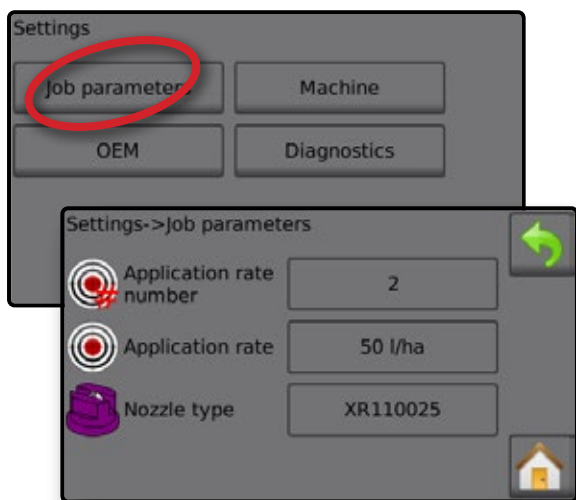 Settings
Job parameters
Machine
OEM
Diagnostics
Settings->Job parameters
Application rate
number
2
Application rate
50 l/ha
Nozzle type
XR110025